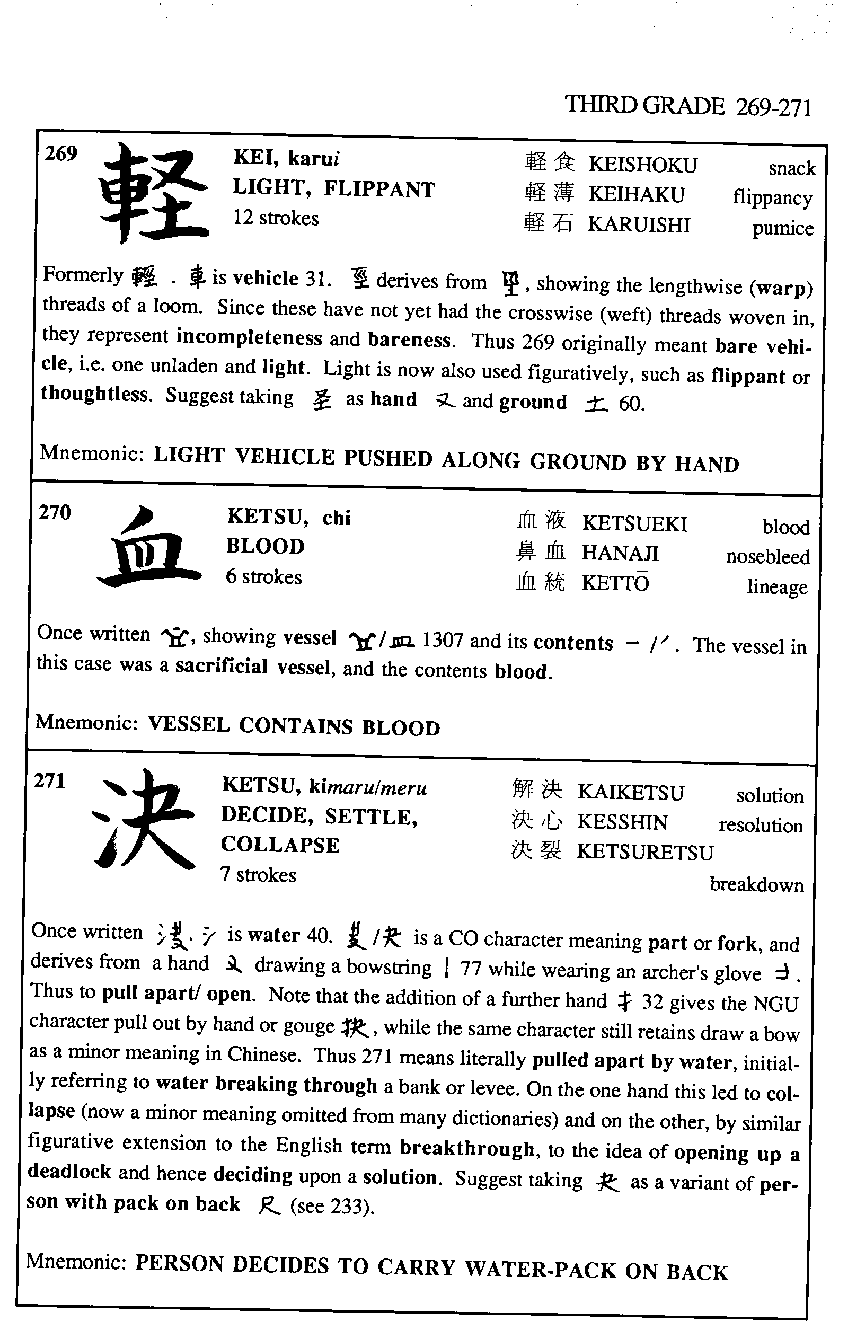 THIRD GRADE 269-271
269 軽 KEI, karui 軽食 KEISHOKU snack
LIGHT, FLIPPANT 軽薄 KEIHAKU flippancy
12 strokes 軽石 KARUISHI pumice
Formerly 輕 . 車 is vehicle 31. 巠 derives from , showing the lengthwise (warp)
threads of a loom. Since these have not yet had the crosswise (weft) threads woven in,
they represent incompleteness and bareness. Thus 269 originally meant bare vehi-
cle, i.e. one unladen and light. Light is now also used figuratively, such as flippant or
thoughtless. Suggest taking 圣 as hand 又 and ground 土 60.
Mnemonic: LIGHT VEHICLE PUSHED ALONG GROUND BY HAND
270 血 KETSU, chi 血液 KETSUEKI blood
BLOOD 鼻血 HANAJI nosebleed
6 strokes 血統 KETTŌ lineage
Once written , showing vessel /皿 1307 and its contents – /′. The vessel in
this case was a sacrificial vessel, and the contents blood.
Mnemonic: VESSEL CONTAINS BLOOD
271 決 KETSU, kimaru/meru 解決 KAIKETSU solution
DECIDE, SETTLE, 決心 KESSHIN resolution
COLLAPSE 決裂 KETSURETSU
7 strokes breakdown
Once written . 氵 is water 40. /夬 is a CO character meaning part or fork, and
derives from a hand drawing a bowstring | 77 while wearing an archer's glove .
Thus to pull apart/ open. Note that the addition of a further hand 扌 32 gives the NGU
character pull out by hand or gouge 抉, while the same character still retains draw a bow
as a minor meaning in Chinese. Thus 271 means literally pulled apart by water, initial-
ly referring to water breaking through a bank or levee. On the one hand this led to col-
lapse (now a minor meaning omitted from many dictionaries) and on the other, by similar
figurative extension to the English term breakthrough, to the idea of opening up a
deadlock and hence deciding upon a solution. Suggest taking 夬 as a variant of per-
son with pack on back 尺 (see 233).
Mnemonic: PERSON DECIDES TO CARRY WATER-PACK ON BACK